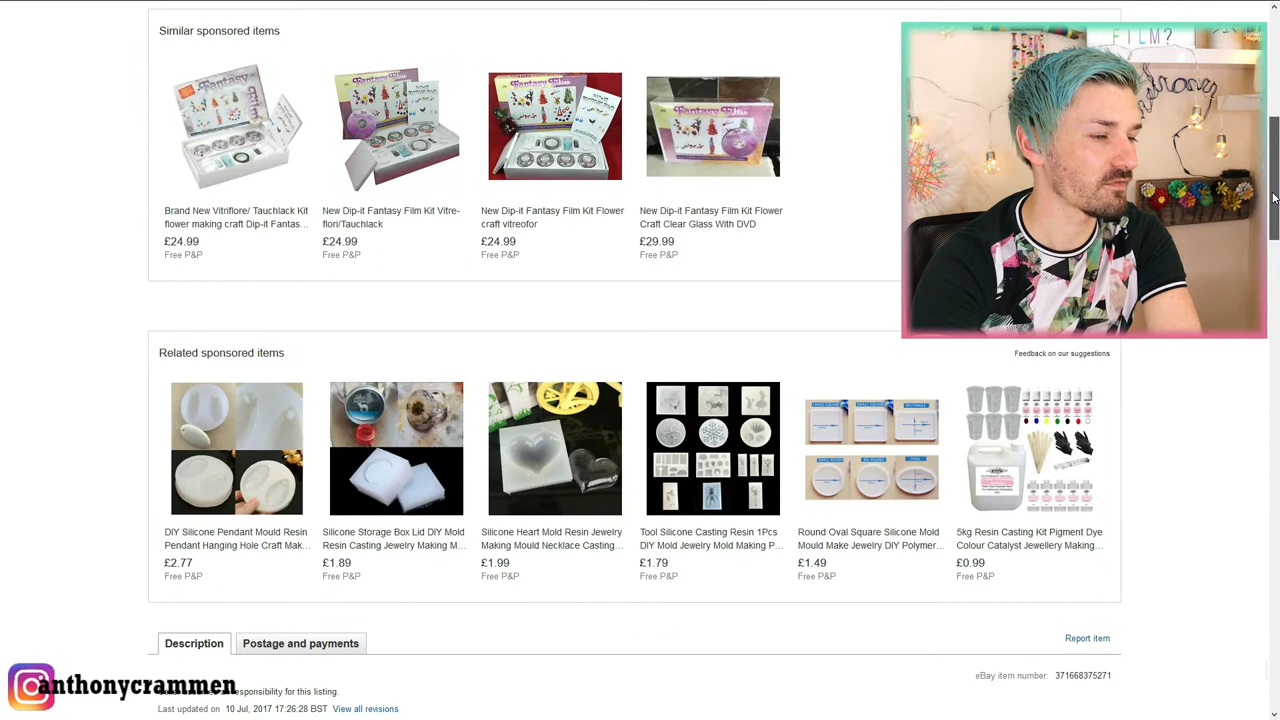 Similar sponsored items
FILM?
Fantasy Film
Fantasy Film
Fantasy Film
Brand New Vitriflore/ Tauchlack Kit
flower making craft Dip-it Fantas...
£24.99
Free P&P
New Dip-it Fantasy Film Kit Vitre-
flori/Tauchlack
£24.99
Free P&P
New Dip-it Fantasy Film Kit Flower
craft vitreofor
£24.99
Free P&P
New Dip-it Fantasy Film Kit Flower
Craft Clear Glass With DVD
£29.99
Free P&P
Related sponsored items
Feedback on our suggestions
DIY Silicone Pendant Mould Resin
Pendant Hanging Hole Craft Mak...
£2.77
Free P&P
Silicone Storage Box Lid DIY Mold
Resin Casting Jewelry Making M...
£1.89
Free P&P
Silicone Heart Mold Resin Jewelry
Making Mould Necklace Casting...
£1.99
Free P&P
Tool Silicone Casting Resin 1Pcs
DIY Mold Jewelry Mold Making P...
£1.79
Free P&P
Round Oval Square Silicone Mold
Mould Make Jewelry DIY Polymer...
£1.49
Free P&P
5kg Resin Casting Kit Pigment Dye
Colour Catalyst Jewellery Making...
£0.99
Free P&P
Description
Postage and payments
Report item
eBay item number: 371668375271
responsibility for this listing.
anthonycrammen
Last updated on 10 Jul, 2017 17:26:28 BST View all revisions